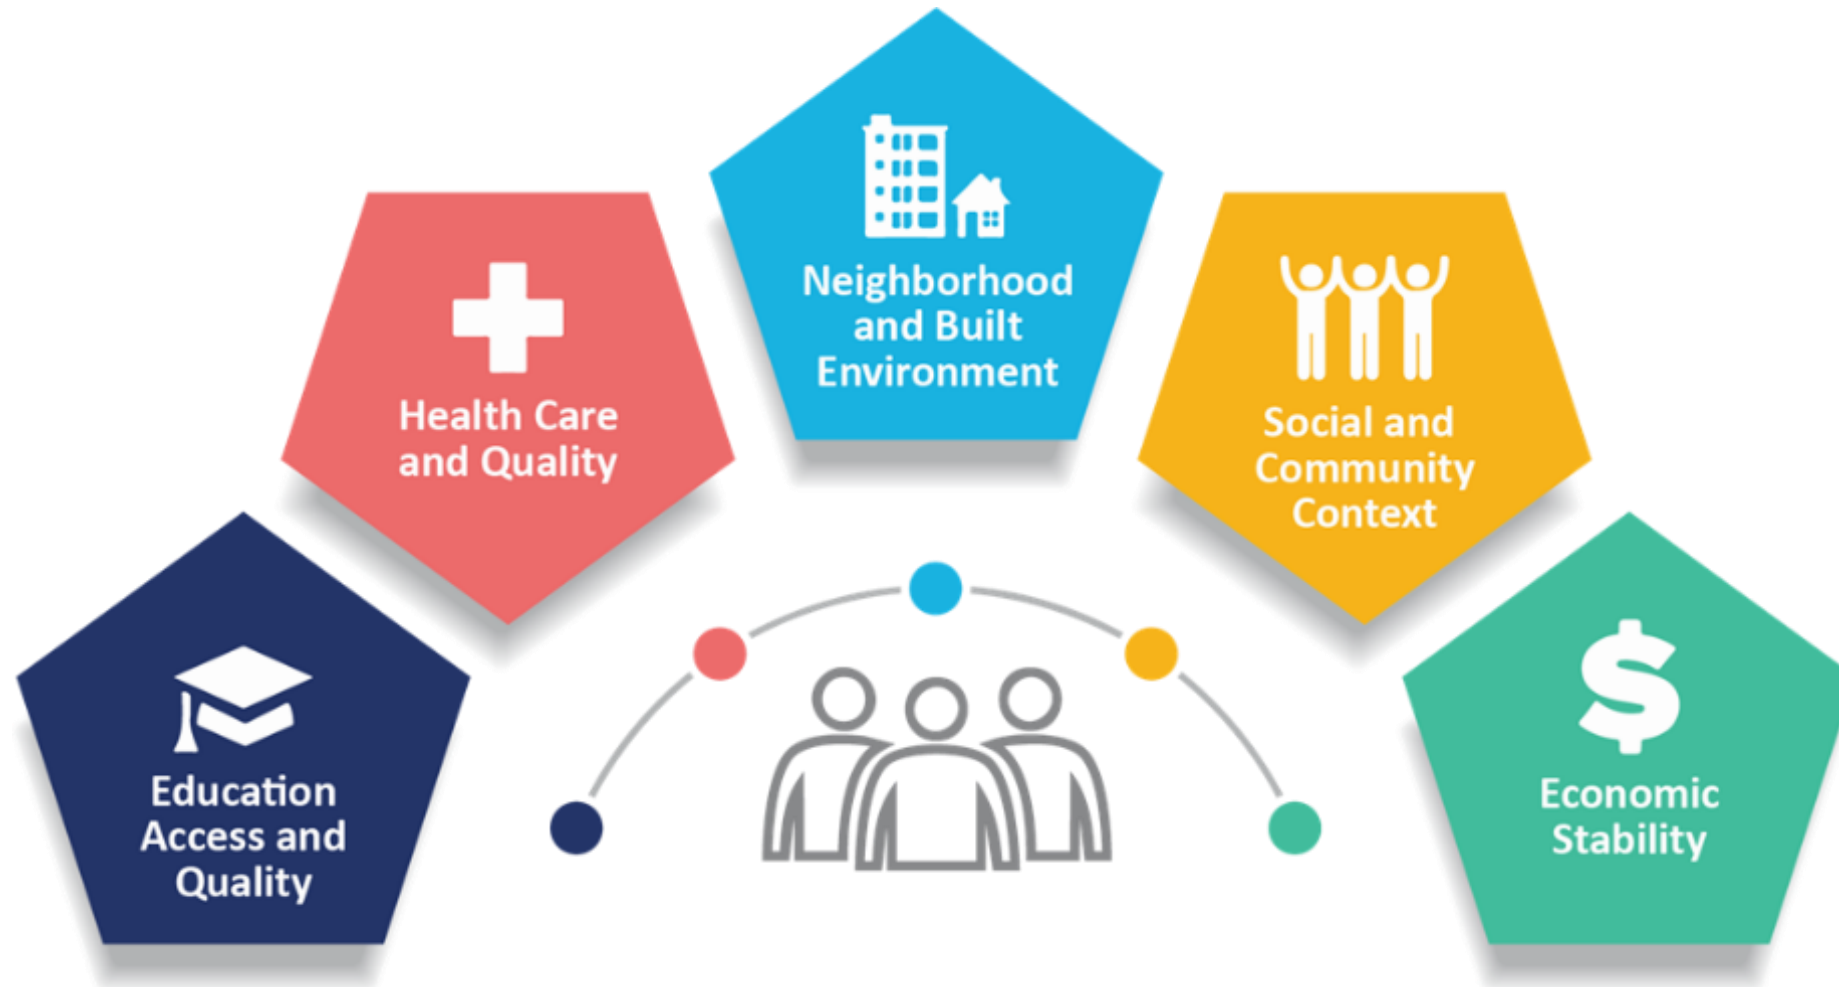 Neighborhood
and Built
Environment
Health Care
and Quality
Social and
Community
Context
Education
Access and
Quality
Economic
Stability